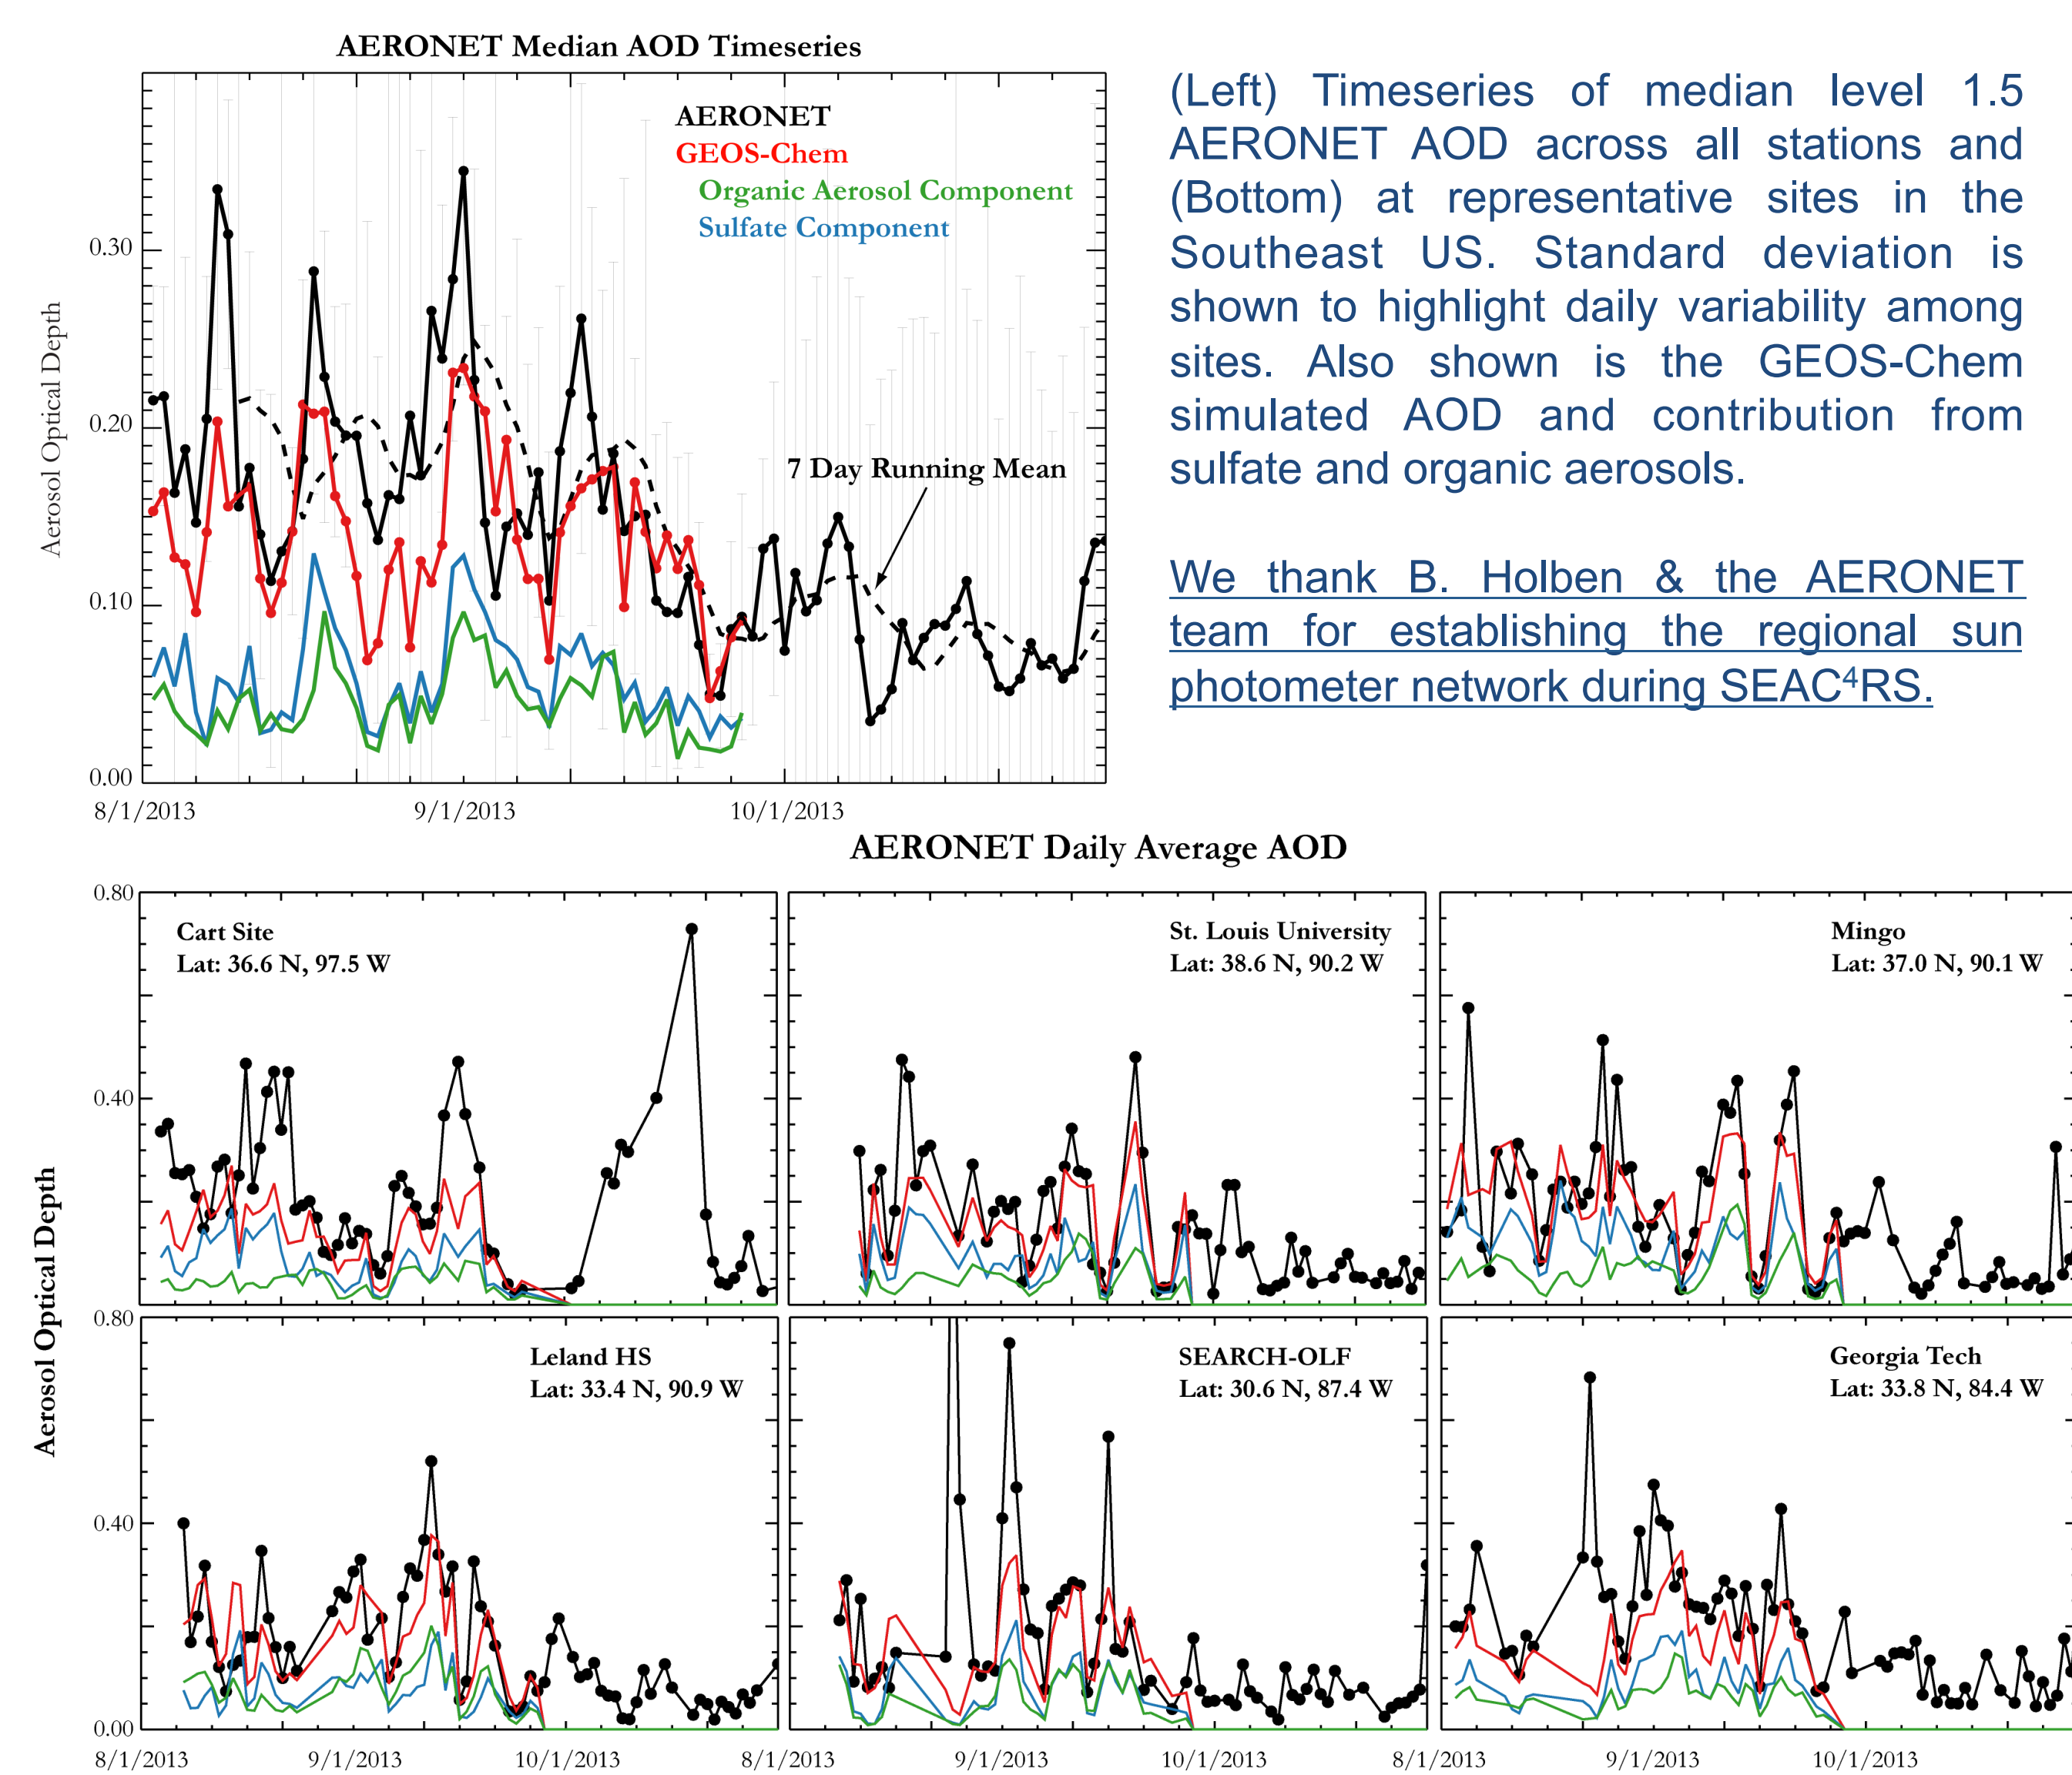 AERONET Median AOD Timeseries
AERONET
GEOS-Chem
Organic Aerosol Component
Sulfate Component
7 Day Running Mean
Aerosol Optical Depth
0.30
0.20
0.10
0.00
8/1/2013 9/1/2013 10/1/2013
(Left) Timeseries of median level 1.5
AERONET AOD across all stations and
(Bottom) at representative sites in the
Southeast US. Standard deviation is
shown to highlight daily variability among
sites. Also shown is the GEOS-Chem
simulated AOD and contribution from
sulfate and organic aerosols.
We thank B. Holben & the AERONET
team for establishing the regional sun
photometer network during SEAC⁴RS.
AERONET Daily Average AOD
Aerosol Optical Depth
0.80
0.40
Cart Site
Lat: 36.6 N, 97.5 W
St. Louis University
Lat: 38.6 N, 90.2 W
Mingo
Lat: 37.0 N, 90.1 W
0.80
0.40
0.00
Leland HS
Lat: 33.4 N, 90.9 W
SEARCH-OLF
Lat: 30.6 N, 87.4 W
Georgia Tech
Lat: 33.8 N, 84.4 W
8/1/2013 9/1/2013 10/1/2013 8/1/2013 9/1/2013 10/1/2013 8/1/2013 9/1/2013 10/1/2013